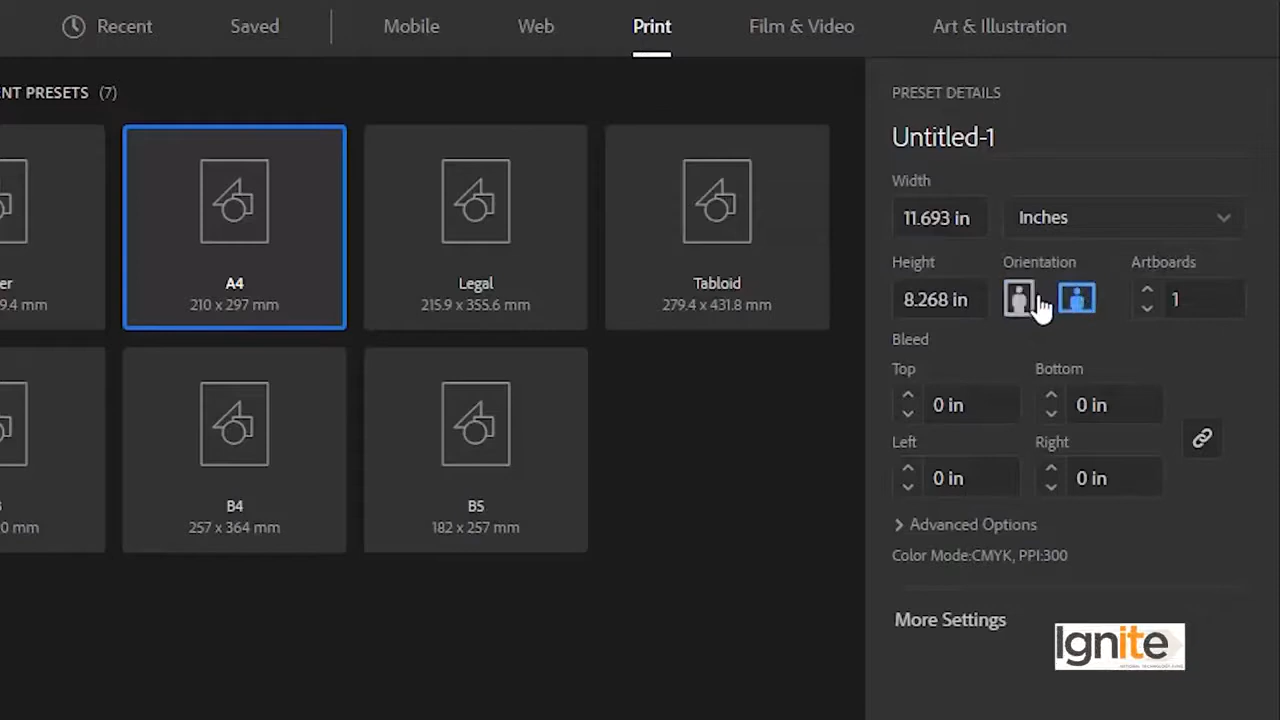 Recent Saved Mobile Web Print Film & Video Art & Illustration
NT PRESETS (7)
er
9.4 mm
A4
210 x 297 mm
Legal
215.9 x 355.6 mm
Tabloid
279.4 x 431.8 mm
0 mm
B4
257 x 364 mm
B5
182 x 257 mm
PRESET DETAILS
Untitled-1
Width
11.693 in Inches
Height Orientation Artboards
8.268 in 1
Bleed
Top Bottom
0 in 0 in
Left Right
0 in 0 in
Advanced Options
Color Mode:CMYK, PPI:300
More Settings
Ignite